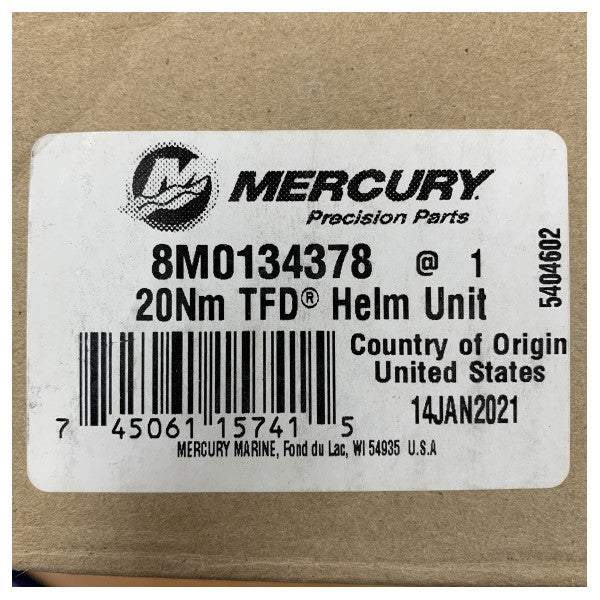 MERCURY
Precision Parts
8M0134378 @ 1
20Nm TFD® Helm Unit
5404602
Country of Origin
United States
14JAN2021
7 45061 15741 5
MERCURY MARINE, Fond du Lac, WI 54935 U.S.A